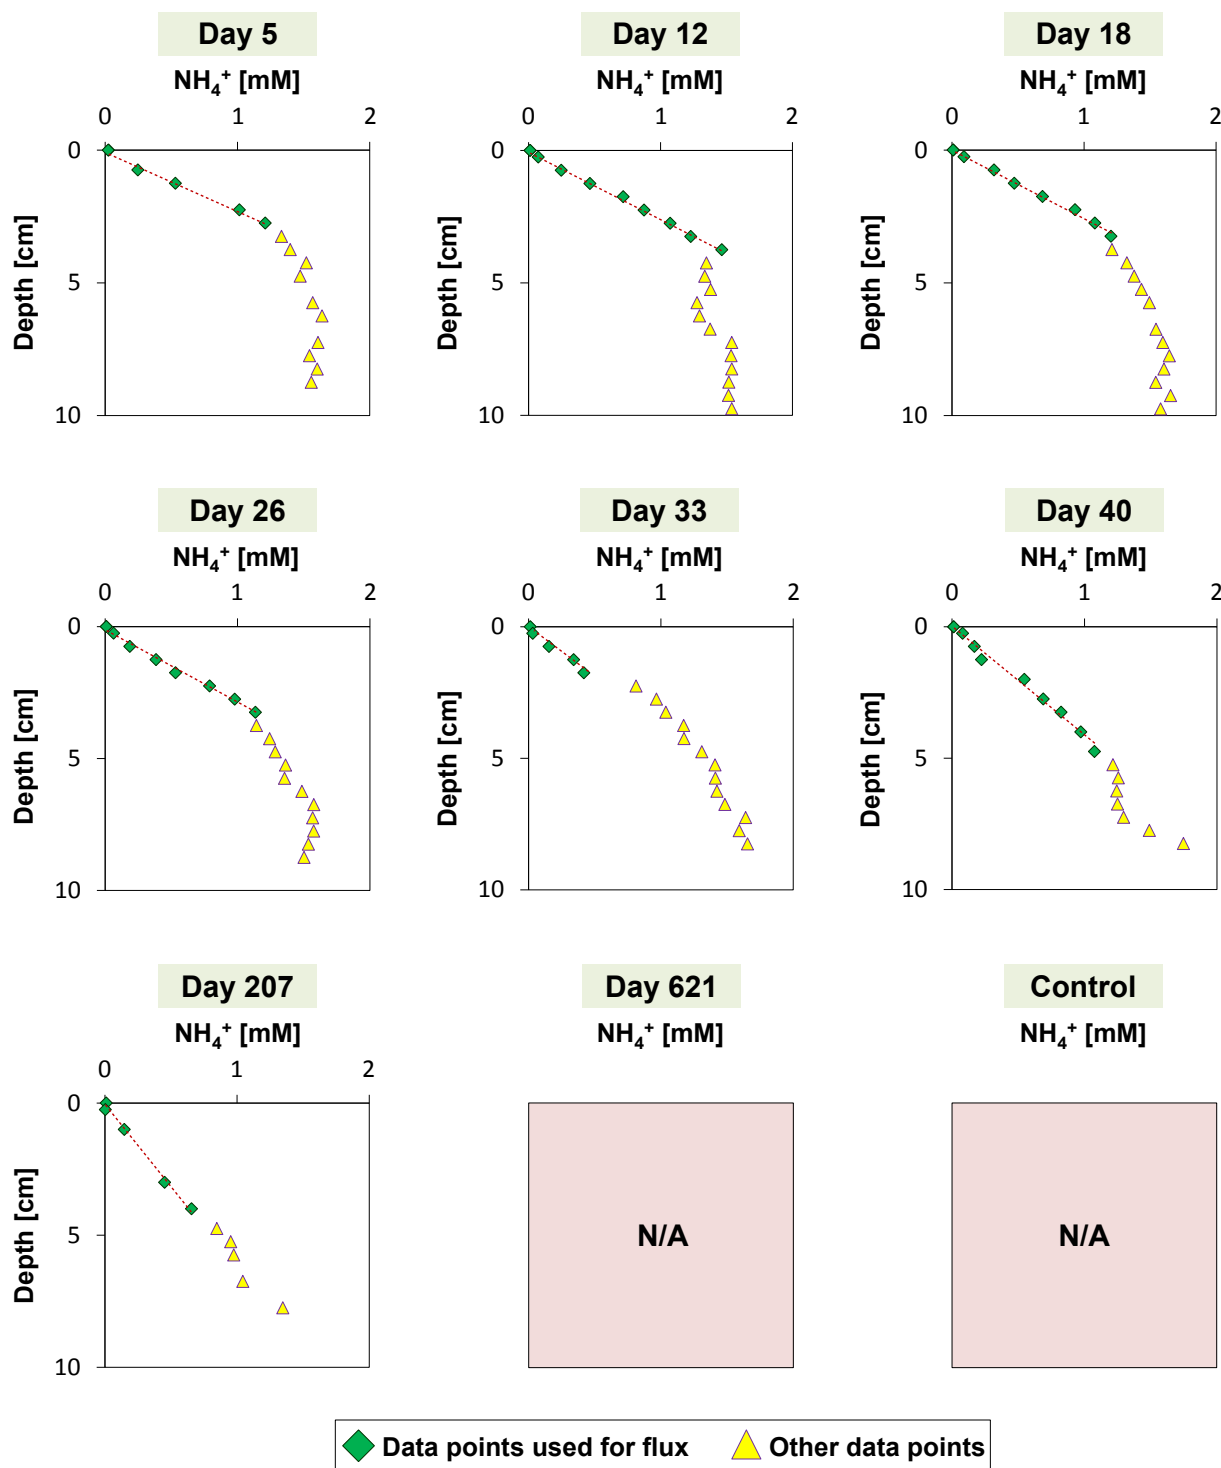 Day 5 Day 12 Day 18
NH₄⁺ [mM] NH₄⁺ [mM] NH₄⁺ [mM]
0 1 2 0 1 2 0 1 2
0 0 0
Depth [cm] Depth [cm] Depth [cm]
5 5 5
10 10 10
Day 26 Day 33 Day 40
NH₄⁺ [mM] NH₄⁺ [mM] NH₄⁺ [mM]
0 1 2 0 1 2 0 1 2
0 0 0
Depth [cm] Depth [cm] Depth [cm]
5 5 5
10 10 10
Day 207 Day 621 Control
NH₄⁺ [mM] NH₄⁺ [mM] NH₄⁺ [mM]
0 1 2
0
Depth [cm]
5 N/A N/A
10
Data points used for flux Other data points